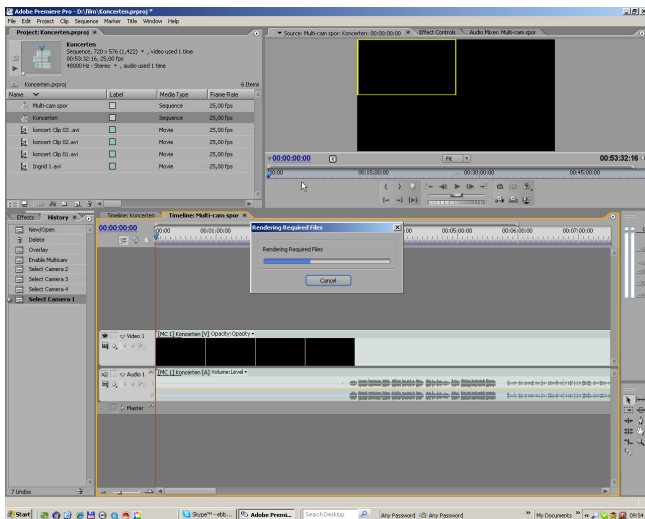 Adobe Premiere Pro - D:\film\Koncerten.prproj *
File Edit Project Clip Sequence Marker Title Window Help
Project: Koncerten.prproj ×
Koncerten
Sequence, 720 x 576 (1,422) , video used 1 time
00:53:32:16, 25,00 fps
48000 Hz - Stereo , audio used 1 time
Koncerten.prproj
6 Items
Name Label Media Type Frame Rate
Multi-cam spor Sequence 25,00 fps
Koncerten Sequence 25,00 fps
koncert Clip 03 .avi Movie 25,00 fps
koncert Clip 02.avi Movie 25,00 fps
koncert Clip 01.avi Movie 25,00 fps
Ingrid 1.avi Movie 25,00 fps
Source: Multi-cam spor: Koncerten: 00:00:00:00 × Effect Controls Audio Mixer: Multi-cam spor
00:00:00:00
Fit
00:53:32:16
00:00 00:15:00:00 00:30:00:00 00:45:00:00
Effects History ×
New/Open
Delete
Overlay
Enable Multicam
Select Camera 2
Select Camera 3
Select Camera 4
Select Camera 1
7 Undos
Timeline: Koncerten Timeline: Multi-cam spor ×
00:00:00:00
00:00 00:01:00:00 00:05:00:00 00:06:00:00 00:07:00:00
Rendering Required Files
Rendering Required Files
Cancel
Video 1
[MC 1] Koncerten [V] Opacity:Opacity
Audio 1
[MC 1] Koncerten [A] Volume:Level
Master
Start
Skype™ - ebb...
Adobe Premi...
Search Desktop
Any Password
Any Password
My Documents
09:54